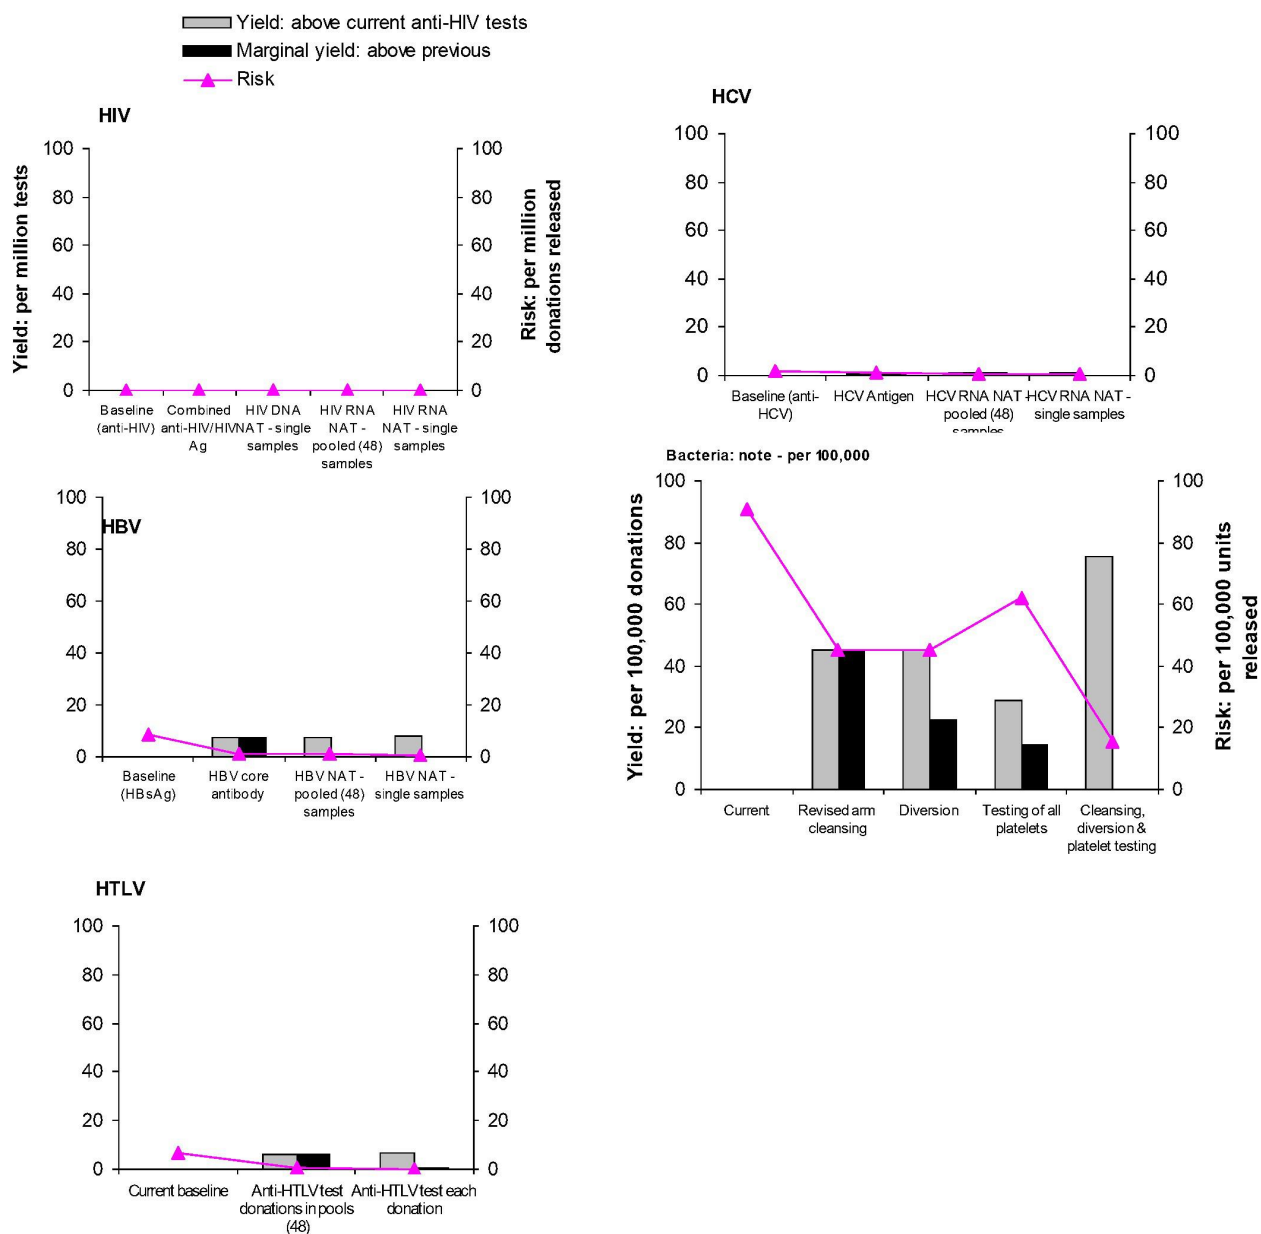 Yield: above current anti-HIV tests
Marginal yield: above previous
Risk
HIV
Yield: per million tests
100
80
60
40
20
0
100
80
60
40
20
0
Risk: per million
donations released
Baseline
(anti-HIV)
Combined
anti-HIV/HIV
Ag
HIV DNA
NAT - single
samples
HIV RNA
NAT -
pooled (48)
samples
HIV RNA
NAT - single
samples
HCV
100
80
60
40
20
0
100
80
60
40
20
0
Baseline (anti-
HCV)
HCV Antigen
HCV RNA NAT -
pooled (48)
samples
HCV RNA NAT -
single samples
HBV
100
80
60
40
20
0
100
80
60
40
20
0
Baseline
(HBsAg)
HBV core
antibody
HBV NAT -
pooled (48)
samples
HBV NAT -
single samples
Bacteria: note - per 100,000
Yield: per 100,000 donations
100
80
60
40
20
0
100
80
60
40
20
0
Risk: per 100,000 units
released
Current
Revised arm
cleansing
Diversion
Testing of all
platelets
Cleansing,
diversion &
platelet testing
HTLV
100
80
60
40
20
0
100
80
60
40
20
0
Current baseline
Anti-HTLV test
donations in pools
(48)
Anti-HTLV test each
donation